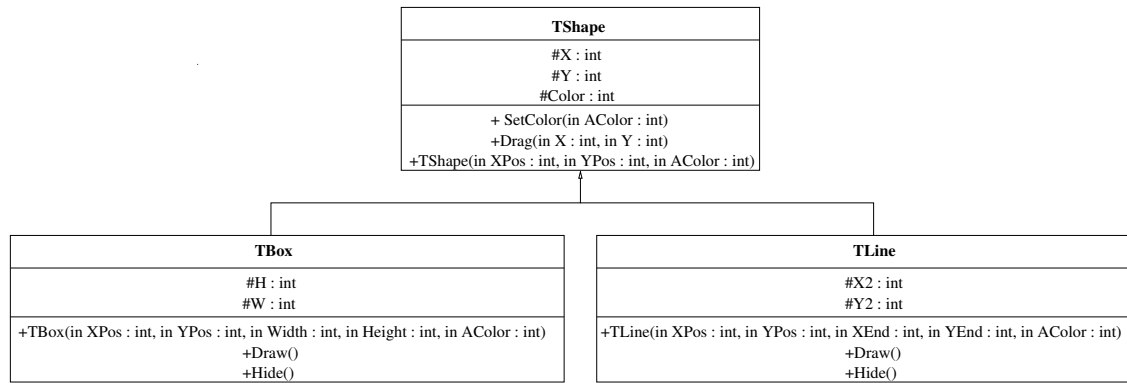 TShape
#X : int
#Y : int
#Color : int
+ SetColor(in AColor : int)
+Drag(in X : int, in Y : int)
+TShape(in XPos : int, in YPos : int, in AColor : int)
TBox
#H : int
#W : int
+TBox(in XPos : int, in YPos : int, in Width : int, in Height : int, in AColor : int)
+Draw()
+Hide()
TLine
#X2 : int
#Y2 : int
+TLine(in XPos : int, in YPos : int, in XEnd : int, in YEnd : int, in AColor : int)
+Draw()
+Hide()